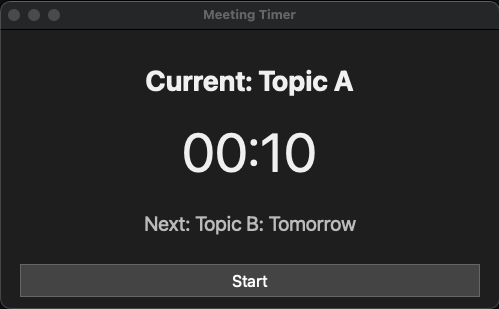 Meeting Timer
Current: Topic A
00:10
Next: Topic B: Tomorrow
Start